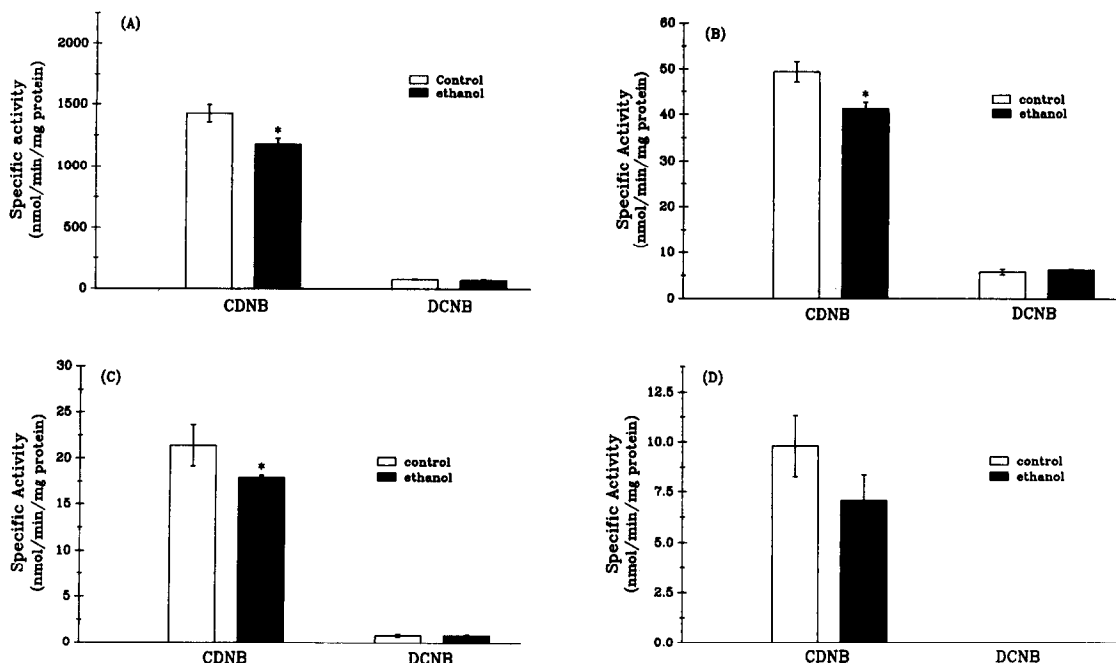 (A)
Specific activity
(nmol/min/mg protein)
2000
1500
1000
500
0
Control
ethanol
*
CDNB
DCNB
(B)
Specific Activity
(nmol/min/mg protein)
60
50
40
30
20
10
0
control
ethanol
*
CDNB
DCNB
(C)
Specific Activity
(nmol/min/mg protein)
30
25
20
15
10
5
0
control
ethanol
*
CDNB
DCNB
(D)
Specific Activity
(nmol/min/mg protein)
12.5
10.0
7.5
5.0
2.5
0.0
control
ethanol
CDNB
DCNB